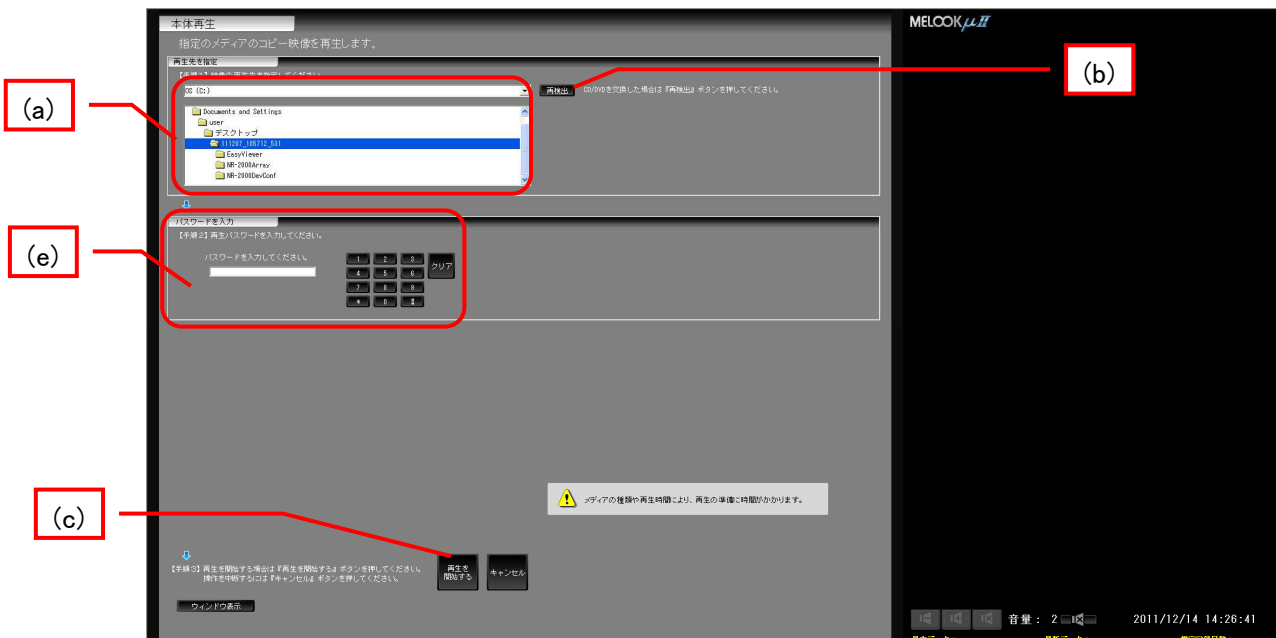 本体再生
指定のメディアのコピー映像を再生します。
再生先を指定
OS (C:)
再検出
CD/DVDを交換した場合は『再検出』ボタンを押してください。
Documents and Settings
user
デスクトップ
111207_105712_531
EasyViewer
NR-2000Array
NR-2000DevConf
パスワードを入力
【手順2】再生パスワードを入力してください。
パスワードを入力してください。
1 2 3
4 5 6
7 8 9
* 0
クリア
メディアの種類や再生時間により、再生の準備に時間がかかります。
【手順3】再生を開始する場合は『再生を開始する』ボタンを押してください。
操作を中断するには『キャンセル』ボタンを押してください。
再生を
開始する
キャンセル
ウィンドウ表示
MELOOKμⅡ
音量： 2
2011/12/14 14:26:41
(a)
(b)
(e)
(c)